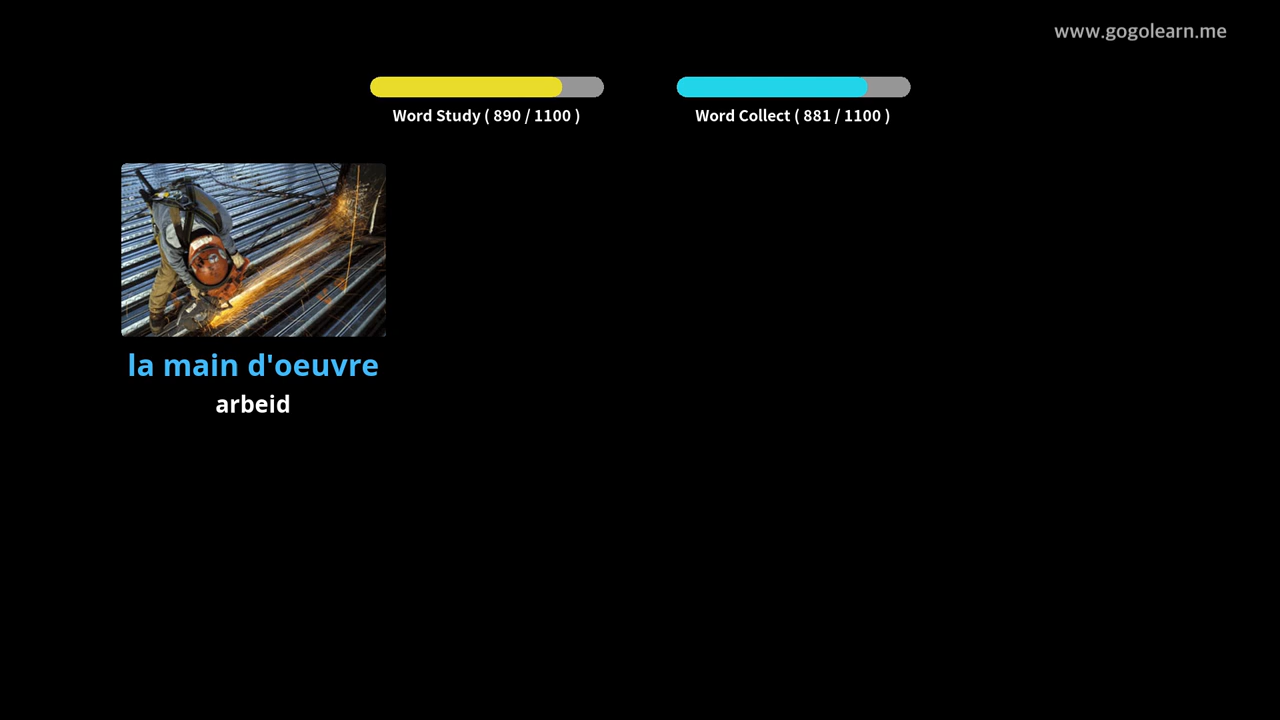 www.gogolearn.me
Word Study ( 890 / 1100 )
Word Collect ( 881 / 1100 )
la main d'oeuvre
arbeid